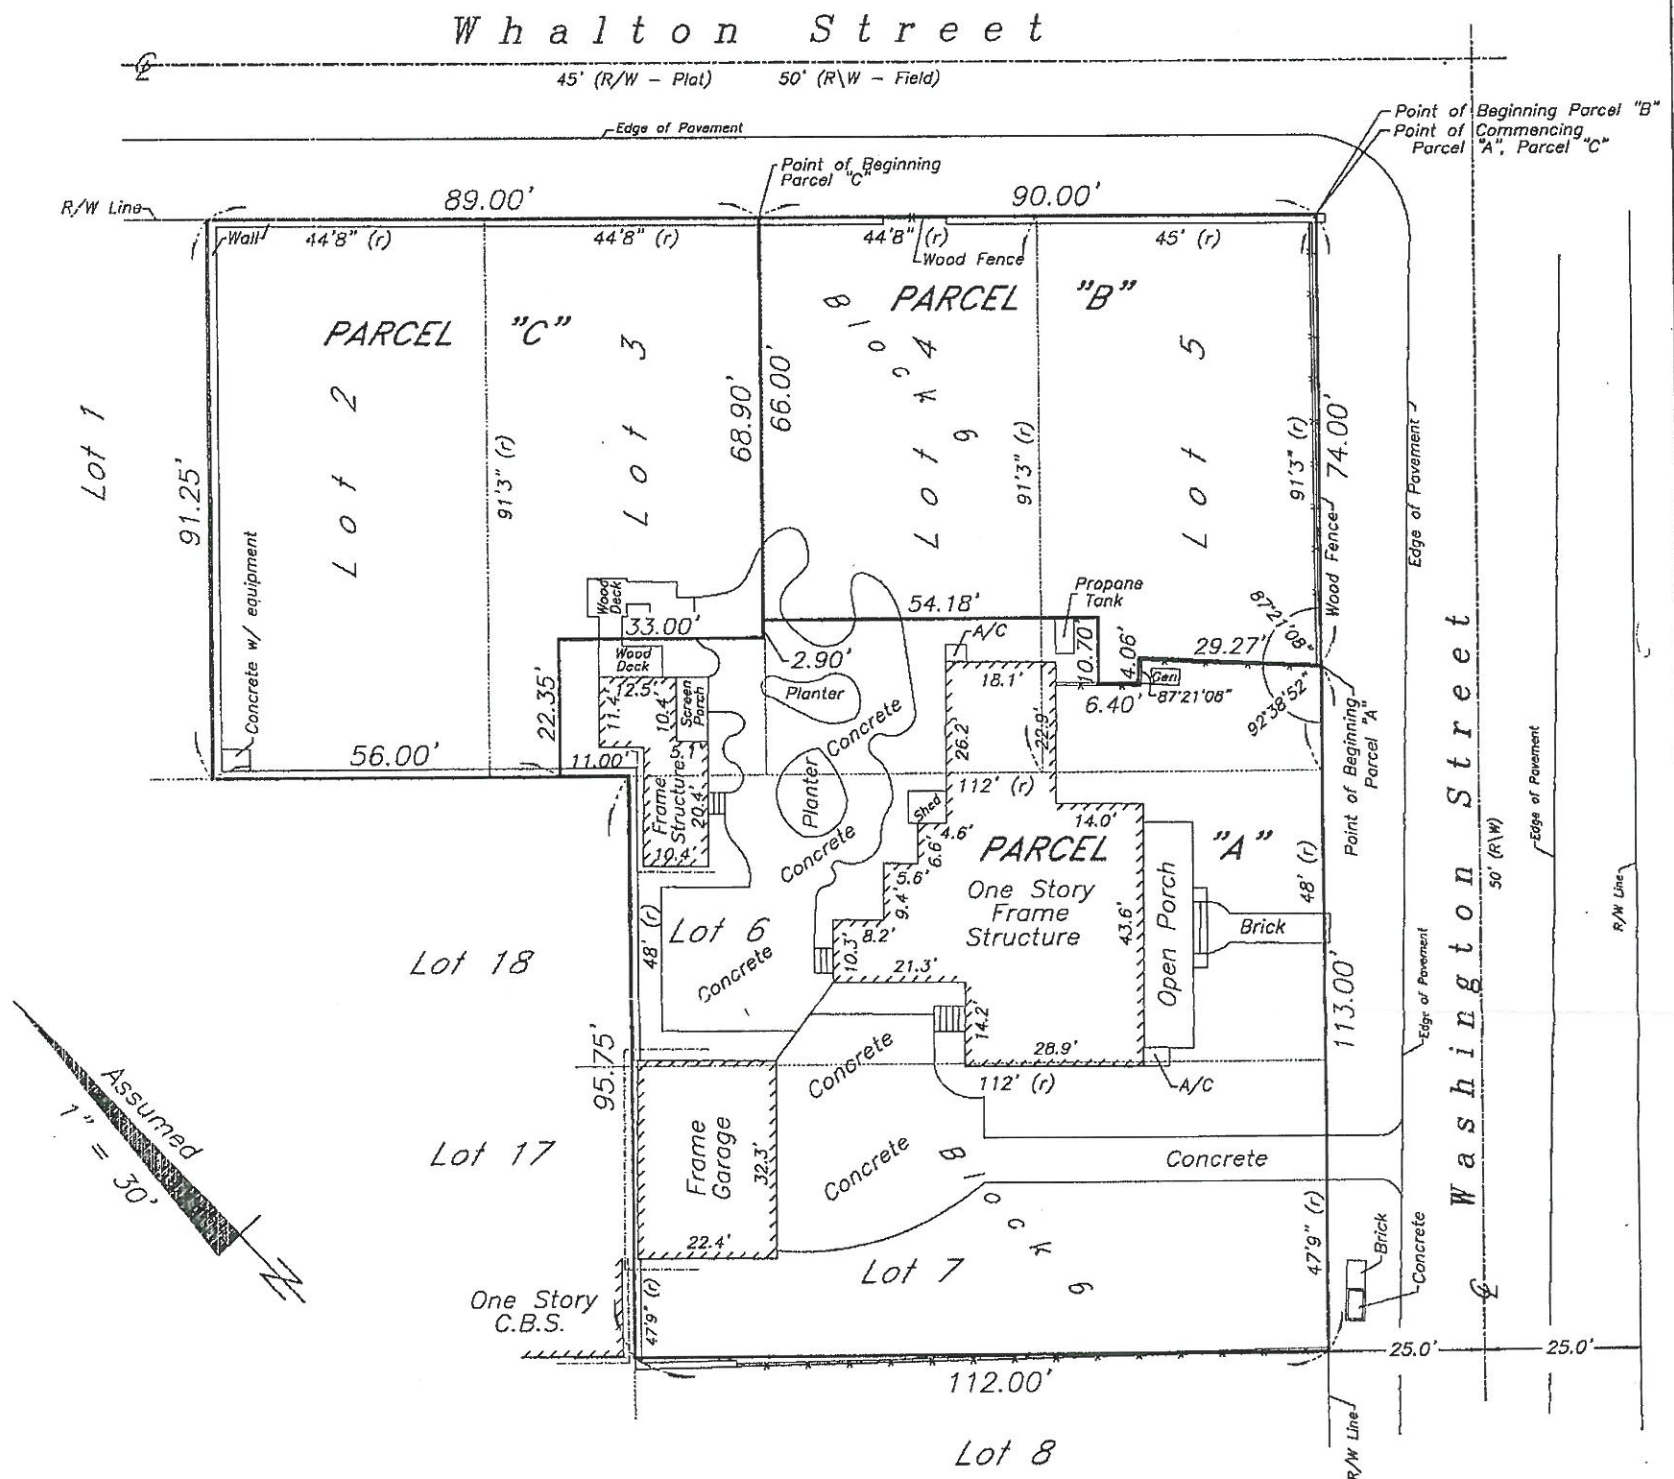 Whalton Street
45' (R/W - Plat) 50' (R\W - Field)
Edge of Pavement
Point of Beginning Parcel "B"
Point of Commencing
Parcel "A", Parcel "C"
Point of Beginning
Parcel "C"
R/W Line
89.00'
90.00'
Wall
44'8" (r)
44'8" (r)
44'8" (r)
45' (r)
Wood Fence
PARCEL "C"
PARCEL "B"
Block 6
Lot 1
Lot 2
Lot 3
Lot 4
Lot 5
91.25'
91'3" (r)
68.90'
66.00'
91'3" (r)
91'3" (r)
74.00'
Wood Fence
Edge of Pavement
Concrete w/ equipment
Wood
Deck
33.00'
Wood
Deck
54.18'
Propane
Tank
A/C
2.90'
10.70'
4.06'
29.27'
87°21'08"
Gen
6.40'
87°21'08"
92°38'52"
Point of Beginning
Parcel "A"
22.35'
56.00'
11.00'
12.5'
11.4'
10.4'
Screen
Porch
5.1'
Frame
Structure
20.4'
10.4'
Planter
Concrete
Planter
Concrete
18.1'
26.2'
22.9'
112' (r)
Shed
4.6'
6.6'
5.6'
9.4'
8.2'
10.3'
21.3'
14.2'
14.0'
43.6'
28.9'
PARCEL "A"
One Story
Frame
Structure
Open Porch
Brick
48' (r)
48' (r)
Lot 6
Concrete
Lot 18
95.75'
113.00'
Washington Street
50' (R\W)
Edge of Pavement
R/W Line
Edge of Pavement
112' (r)
A/C
Concrete
Assumed
1" = 30'
N
Lot 17
Frame
Garage
32.3'
22.4'
Concrete
Concrete
Block 6
Lot 7
47'9" (r)
47'9" (r)
Brick
Concrete
One Story
C.B.S.
25.0'
25.0'
112.00'
R/W Line
Lot 8